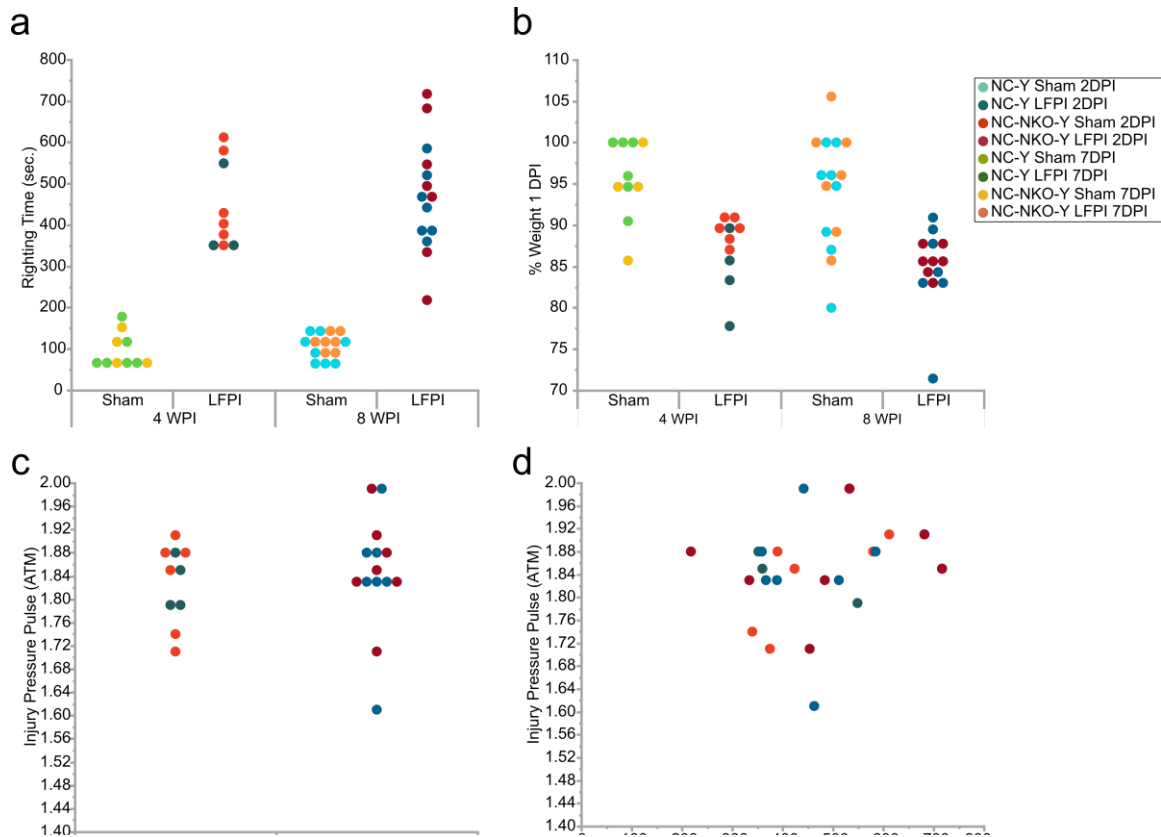 a
800
700
600
500
400
300
200
100
0
Righting Time (sec.)
Sham LFPI Sham LFPI
4 WPI 8 WPI
b
110
105
100
95
90
85
80
75
70
% Weight 1 DPI
Sham LFPI Sham LFPI
4 WPI 8 WPI
NC-Y Sham 2DPI
NC-Y LFPI 2DPI
NC-NKO-Y Sham 2DPI
NC-NKO-Y LFPI 2DPI
NC-Y Sham 7DPI
NC-Y LFPI 7DPI
NC-NKO-Y Sham 7DPI
NC-NKO-Y LFPI 7DPI
c
2.00
1.96
1.92
1.88
1.84
1.80
1.76
1.72
1.68
1.64
1.60
1.56
1.52
1.48
1.44
1.40
Injury Pressure Pulse (ATM)
d
2.00
1.96
1.92
1.88
1.84
1.80
1.76
1.72
1.68
1.64
1.60
1.56
1.52
1.48
1.44
1.40
Injury Pressure Pulse (ATM)